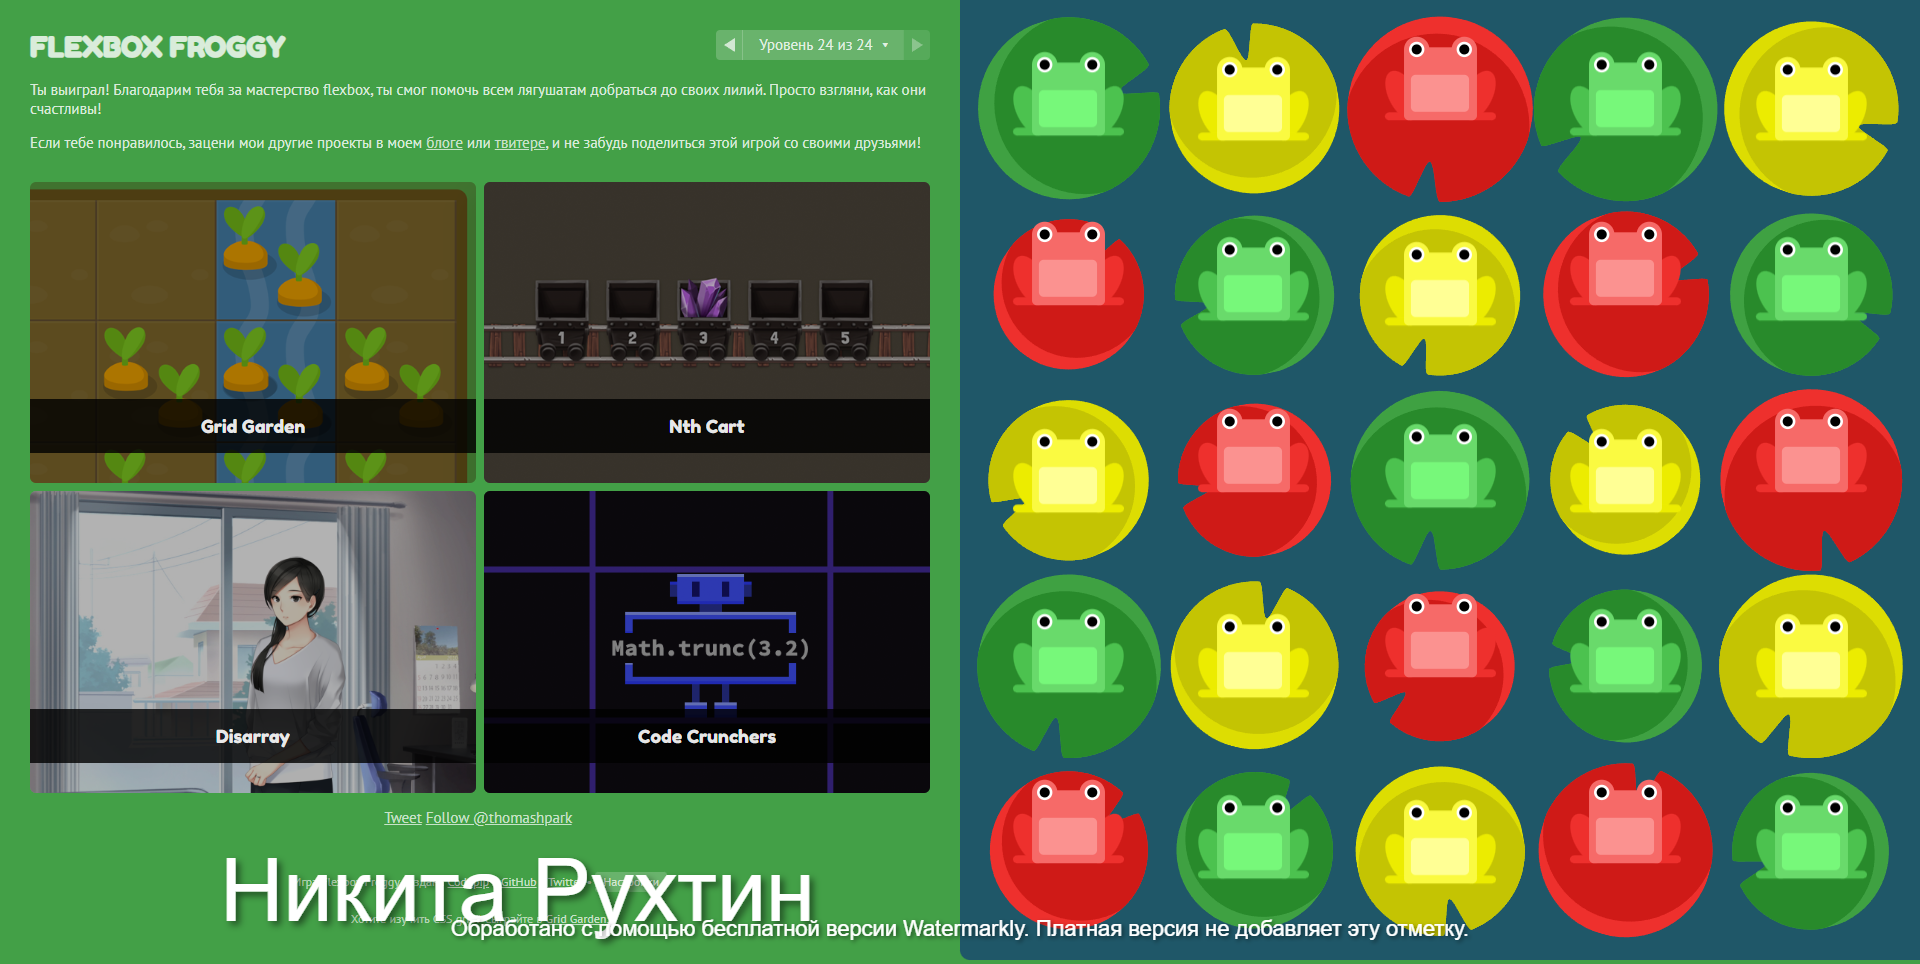 FLEXBOX FROGGY
Уровень 24 из 24
Ты выиграл! Благодарим тебя за мастерство flexbox, ты смог помочь всем лягушатам добраться до своих лилий. Просто взгляни, как они
счастливы!
Если тебе понравилось, зацени мои другие проекты в моем блоге или твитере, и не забудь поделиться этой игрой со своими друзьями!
1 2 3 4 5
Grid Garden
Nth Cart
Math.trunc(3.2)
Disarray
Code Crunchers
Tweet Follow @thomashpark
GitHub
Никита Рухтин
Grid Garden
Обработано с помощью бесплатной версии Watermarkly. Платная версия не добавляет эту отметку.